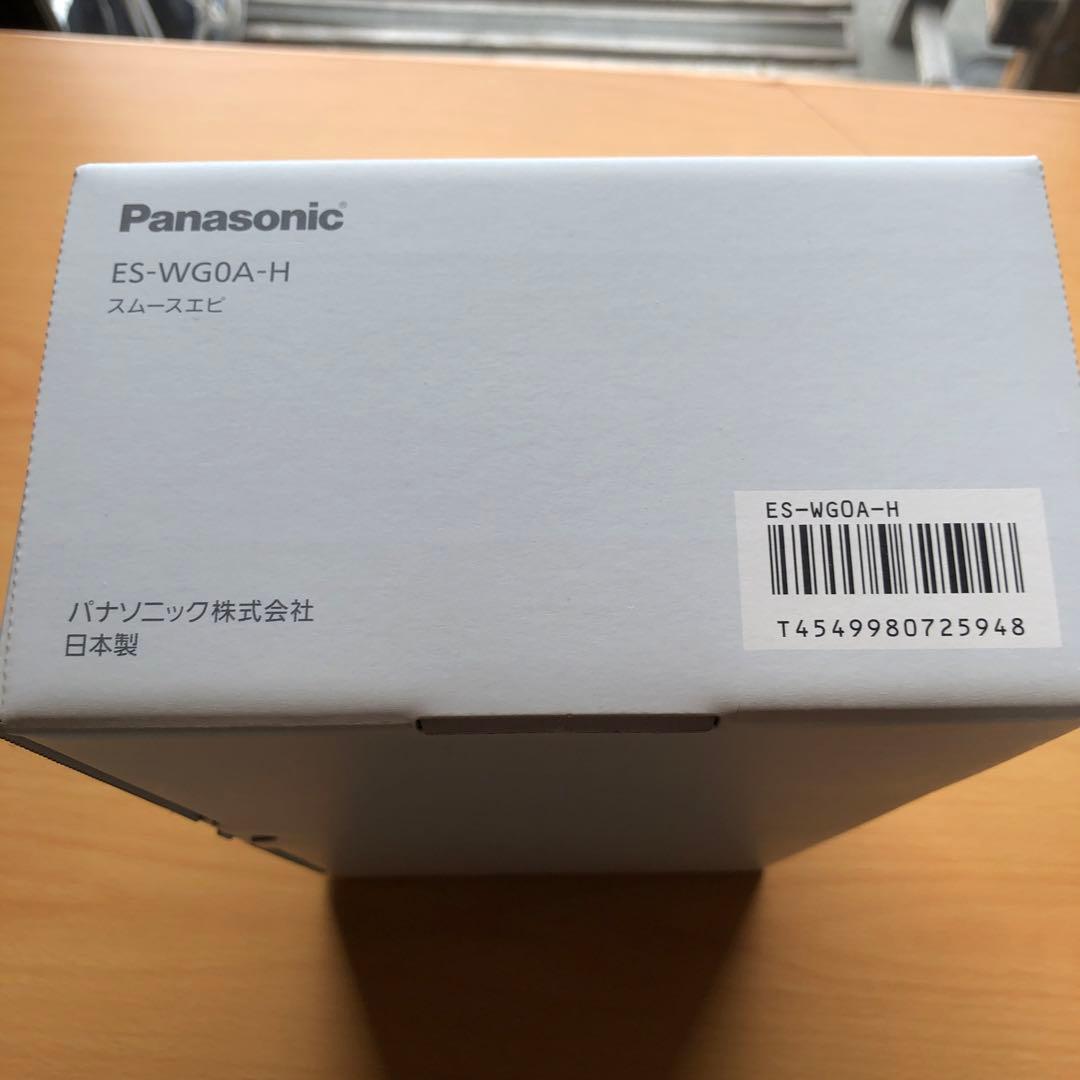 Panasonic®
ES-WG0A-H
スムースエピ
ES-WG0A-H
T4549980725948
パナソニック株式会社
日本製